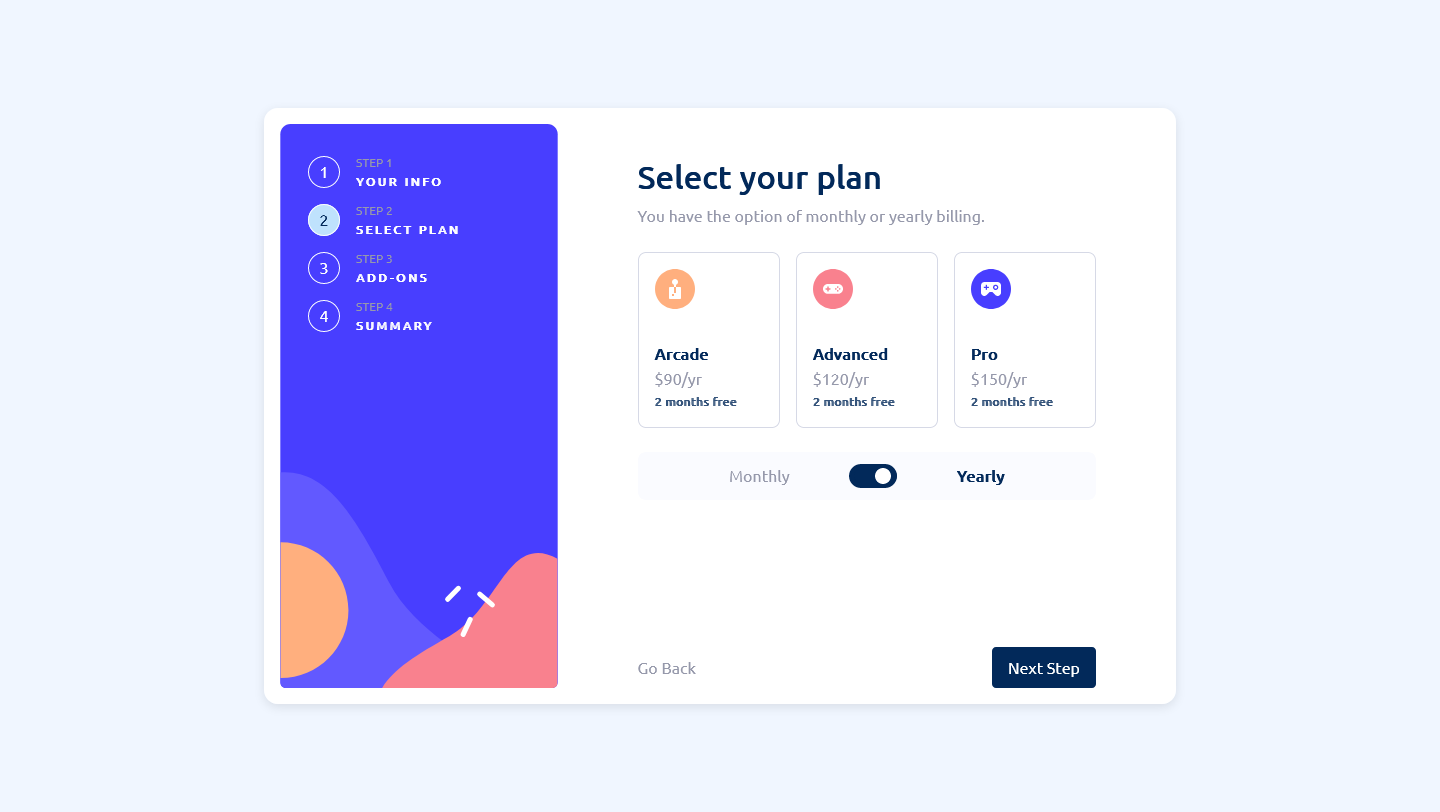 1
STEP 1
YOUR INFO
2
STEP 2
SELECT PLAN
3
STEP 3
ADD-ONS
4
STEP 4
SUMMARY
Select your plan
You have the option of monthly or yearly billing.
Arcade
$90/yr
2 months free
Advanced
$120/yr
2 months free
Pro
$150/yr
2 months free
Monthly
Yearly
Go Back
Next Step